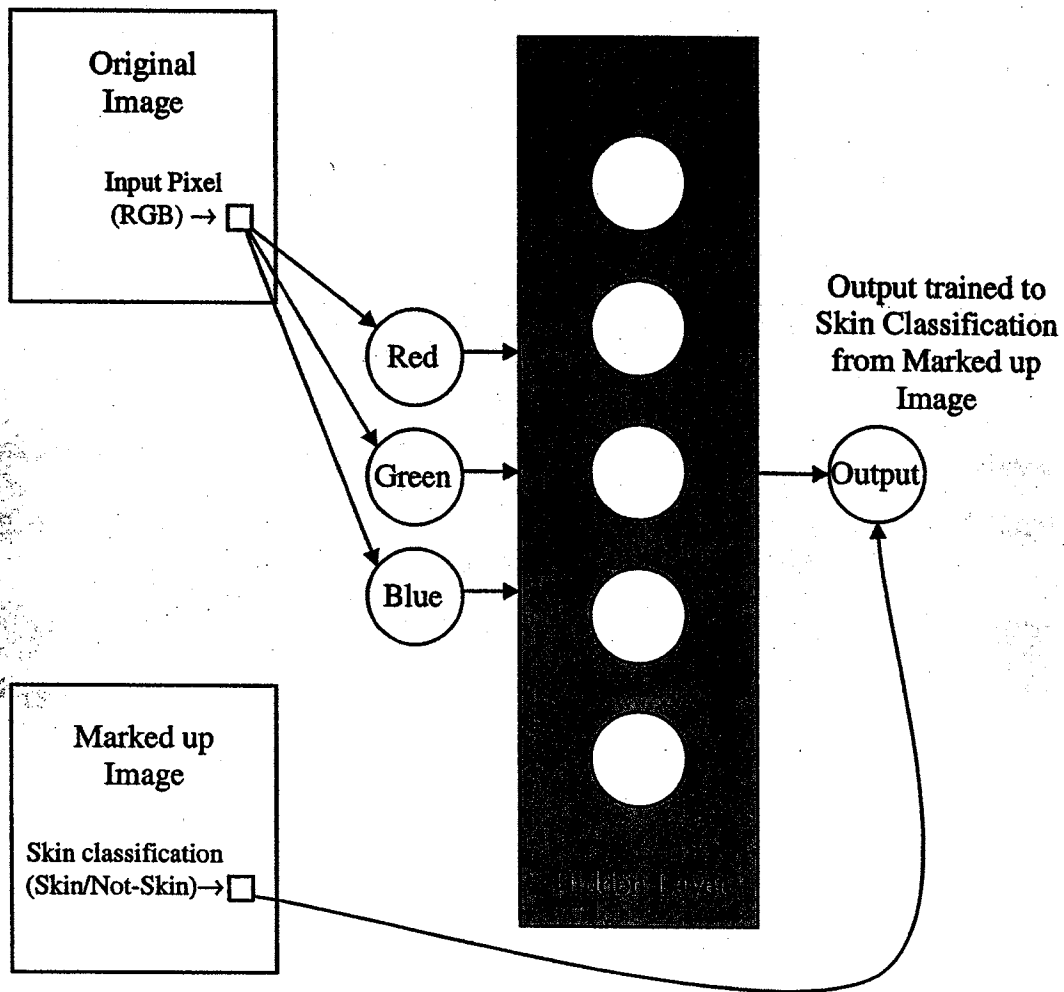 Original
Image
Input Pixel
(RGB) →
Red
Green
Blue
Hidden Layer
Output trained to
Skin Classification
from Marked up
Image
Output
Marked up
Image
Skin classification
(Skin/Not-Skin)→